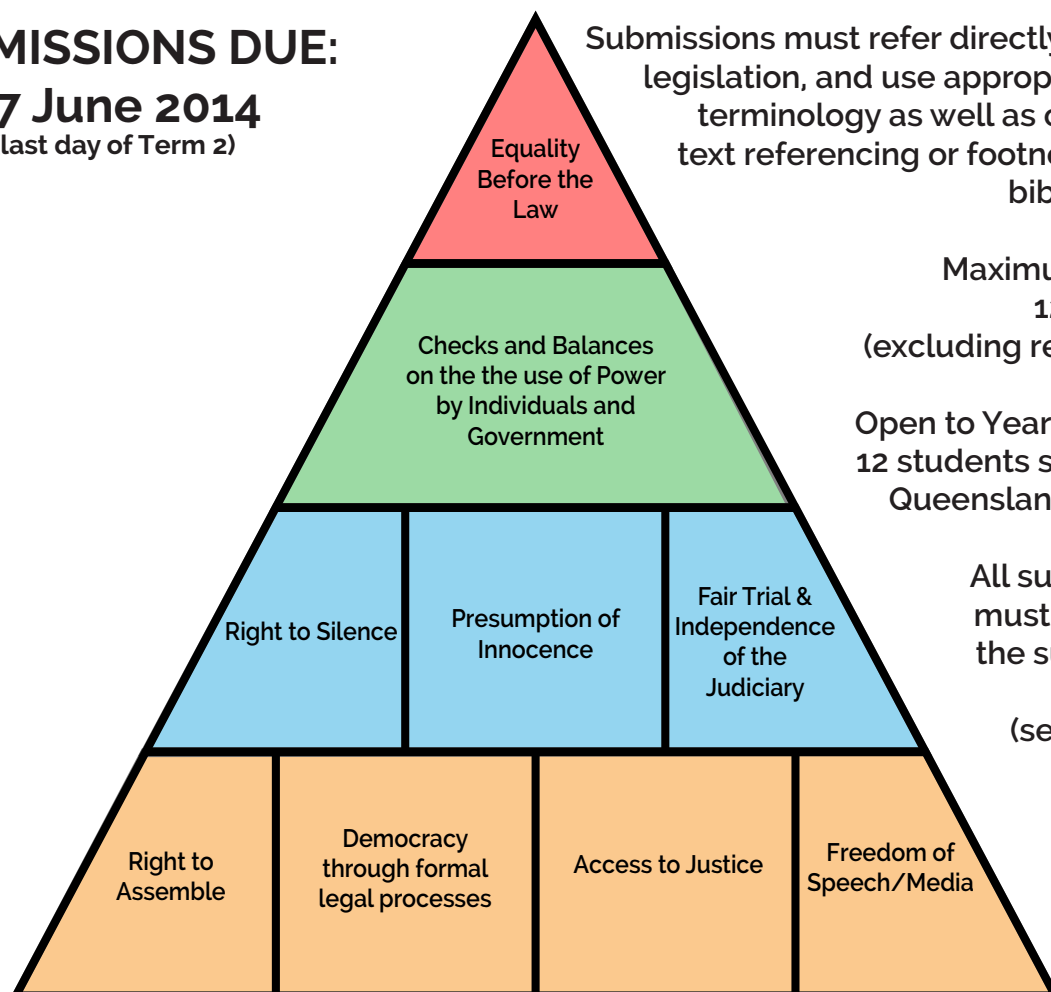 MISSIONS DUE:
7 June 2014
last day of Term 2)
Submissions must refer directly
legislation, and use approp
terminology as well as
text referencing or footn
bib
Maximu
12
(excluding re
Open to Year
12 students s
Queenslan
All su
must
the su
(se
Equality
Before the
Law
Checks and Balances
on the the use of Power
by Individuals and
Government
Right to Silence
Presumption of
Innocence
Fair Trial &
Independence
of the
Judiciary
Right to
Assemble
Democracy
through formal
legal processes
Access to Justice
Freedom of
Speech/Media